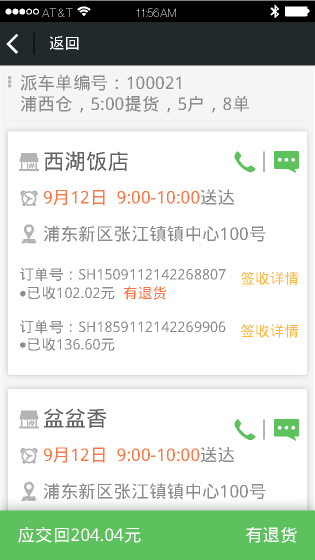 AT&T 11:56AM
返回
派车单编号：100021
浦西仓，5:00提货，5户，8单
西湖饭店
9月12日 9:00-10:00送达
浦东新区张江镇镇中心100号
订单号：SH1509112142268807 签收详情
●已收102.02元 有退货
订单号：SH1859112142269906 签收详情
●已收136.60元
盆盆香
9月12日 9:00-10:00送达
浦东新区张江镇镇中心100号
应交回204.04元 有退货